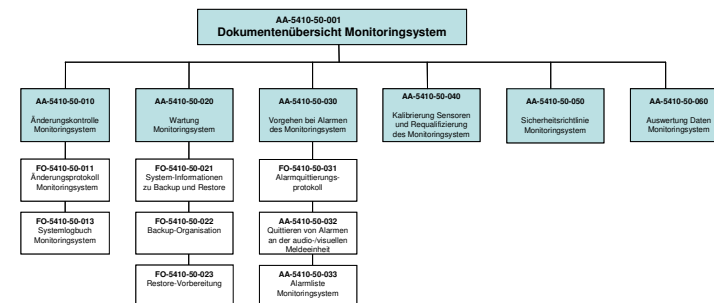 AA-5410-50-001
Dokumentenübersicht Monitoringsystem
AA-5410-50-010
Änderungskontrolle
Monitoringsystem
AA-5410-50-020
Wartung
Monitoringsystem
AA-5410-50-030
Vorgehen bei Alarmen
des Monitoringsystem
AA-5410-50-040
Kalibrierung Sensoren
und Requalifizierung
des Monitoringsystem
AA-5410-50-050
Sicherheitsrichtlinie
Monitoringsystem
AA-5410-50-060
Auswertung Daten
Monitoringsystem
FO-5410-50-011
Änderungsprotokoll
Monitoringsystem
FO-5410-50-021
System-Informationen
zu Backup und Restore
FO-5410-50-031
Alarmquittierungs-
protokoll
FO-5410-50-013
Systemlogbuch
Monitoringsystem
FO-5410-50-022
Backup-Organisation
AA-5410-50-032
Quittieren von Alarmen
an der audio-/visuellen
Meldeeinheit
FO-5410-50-023
Restore-Vorbereitung
AA-5410-50-033
Alarmliste
Monitoringsystem